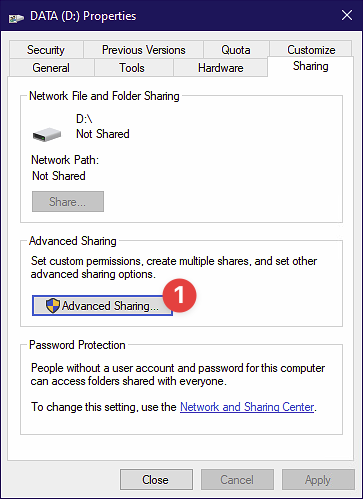 DATA (D:) Properties
Security Previous Versions Quota Customize
General Tools Hardware Sharing
Network File and Folder Sharing
D:\
Not Shared
Network Path:
Not Shared
Share...
Advanced Sharing
Set custom permissions, create multiple shares, and set other
advanced sharing options.
Advanced Sharing...
1
Password Protection
People without a user account and password for this computer
can access folders shared with everyone.
To change this setting, use the Network and Sharing Center.
Close Cancel Apply